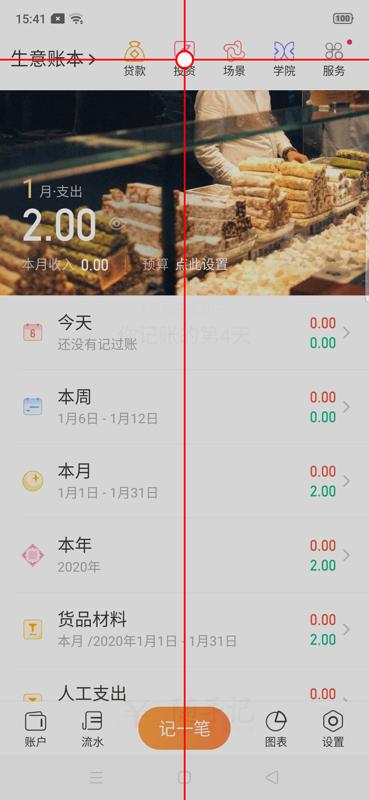 15:41
100
生意账本
贷款
投资
场景
学院
服务
1月·支出
2.00
本月收入 0.00
预算 点此设置
你记账的第4天
6
今天
还没有记过账
0.00
0.00
本周
1月6日 - 1月12日
0.00
0.00
本月
1月1日 - 1月31日
0.00
2.00
本年
2020年
0.00
2.00
货品材料
本月 /2020年1月1日 - 1月31日
0.00
2.00
人工支出
0.00
账户
流水
记一笔
图表
设置